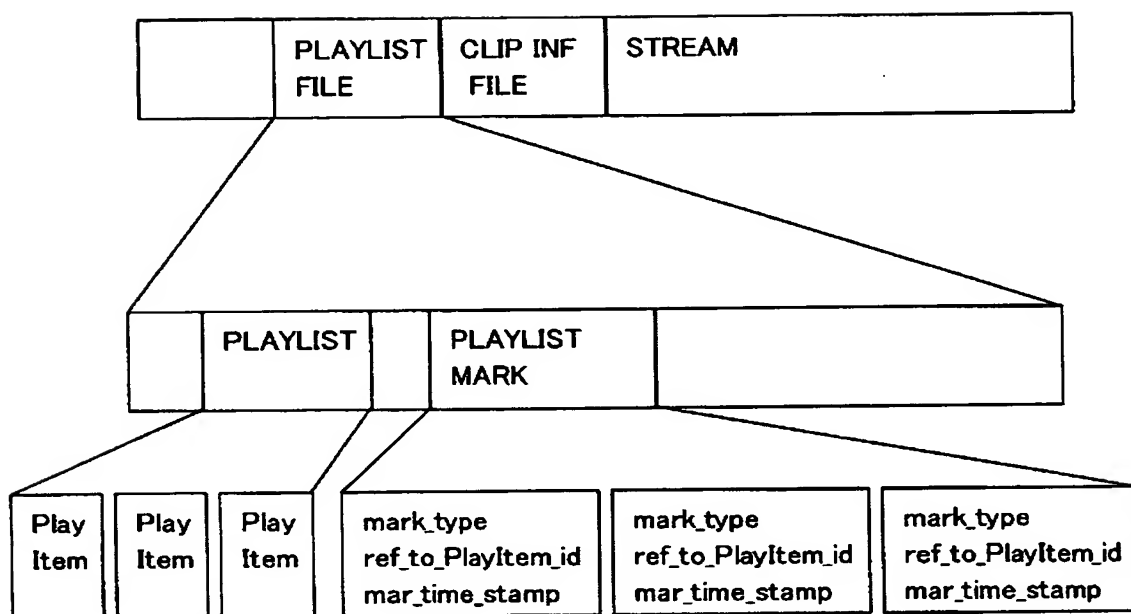 PLAYLIST FILE
CLIP INF FILE
STREAM
PLAYLIST
PLAYLIST MARK
Play Item
Play Item
Play Item
mark_type
ref_to_PlayItem_id
mar_time_stamp
mark_type
ref_to_PlayItem_id
mar_time_stamp
mark_type
ref_to_PlayItem_id
mar_time_stamp